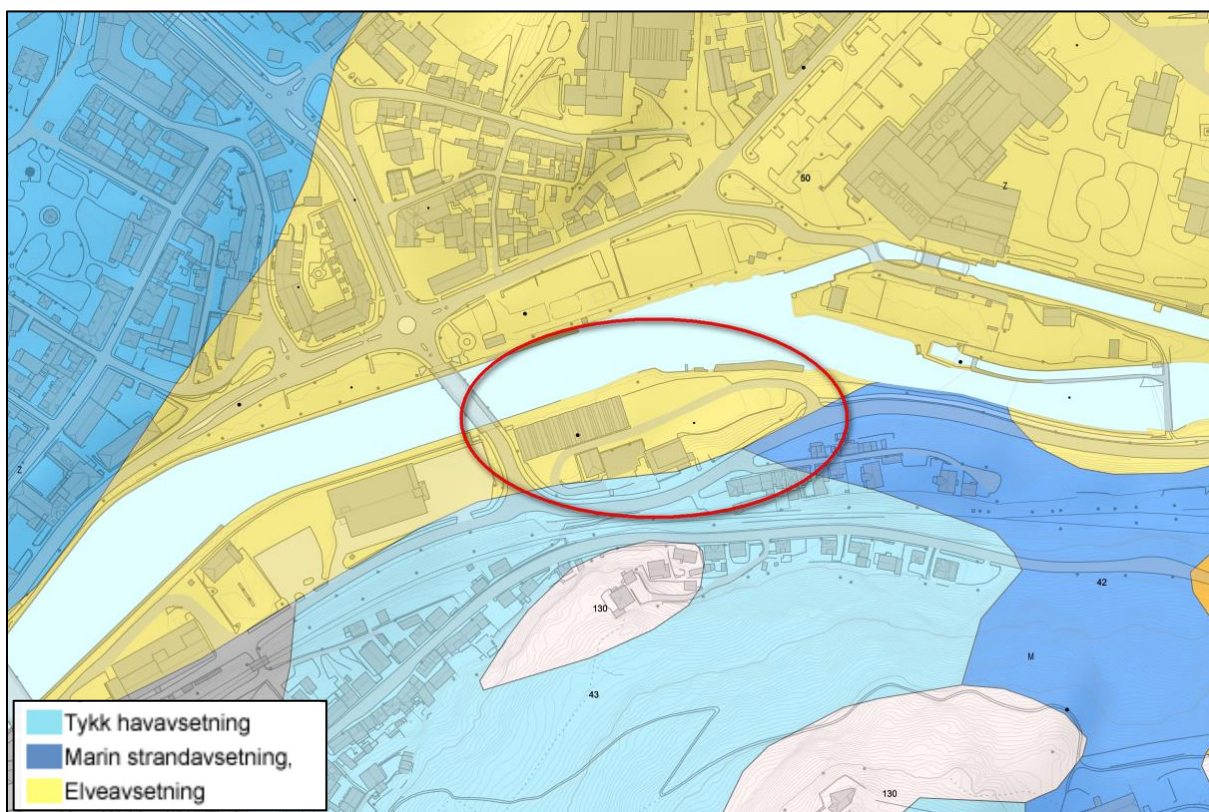 50
Z
Z
42
130
M
43
130
Tykk havavsetning
Marin strandavsetning,
Elveavsetning